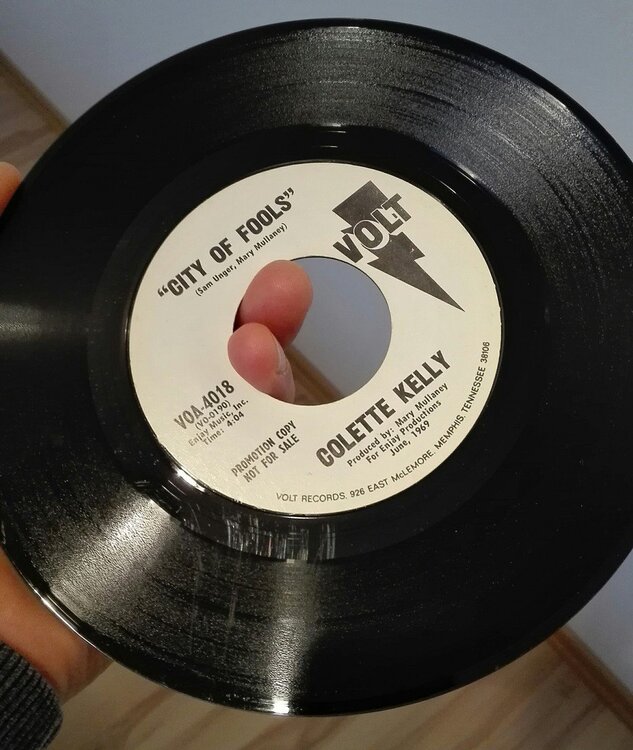 "CITY OF FOOLS"
(Sam Unger, Mary Mullaney)
VOLT
VOA-4018
(VO-0190)
Enjay Music, Inc.
Time: 4:04
PROMOTION COPY
NOT FOR SALE
COLETTE KELLY
Produced by: Mary Mullaney
For Enjay Productions
June, 1969
VOLT RECORDS, 926 EAST McLEMORE, MEMPHIS, TENNESSEE 38106